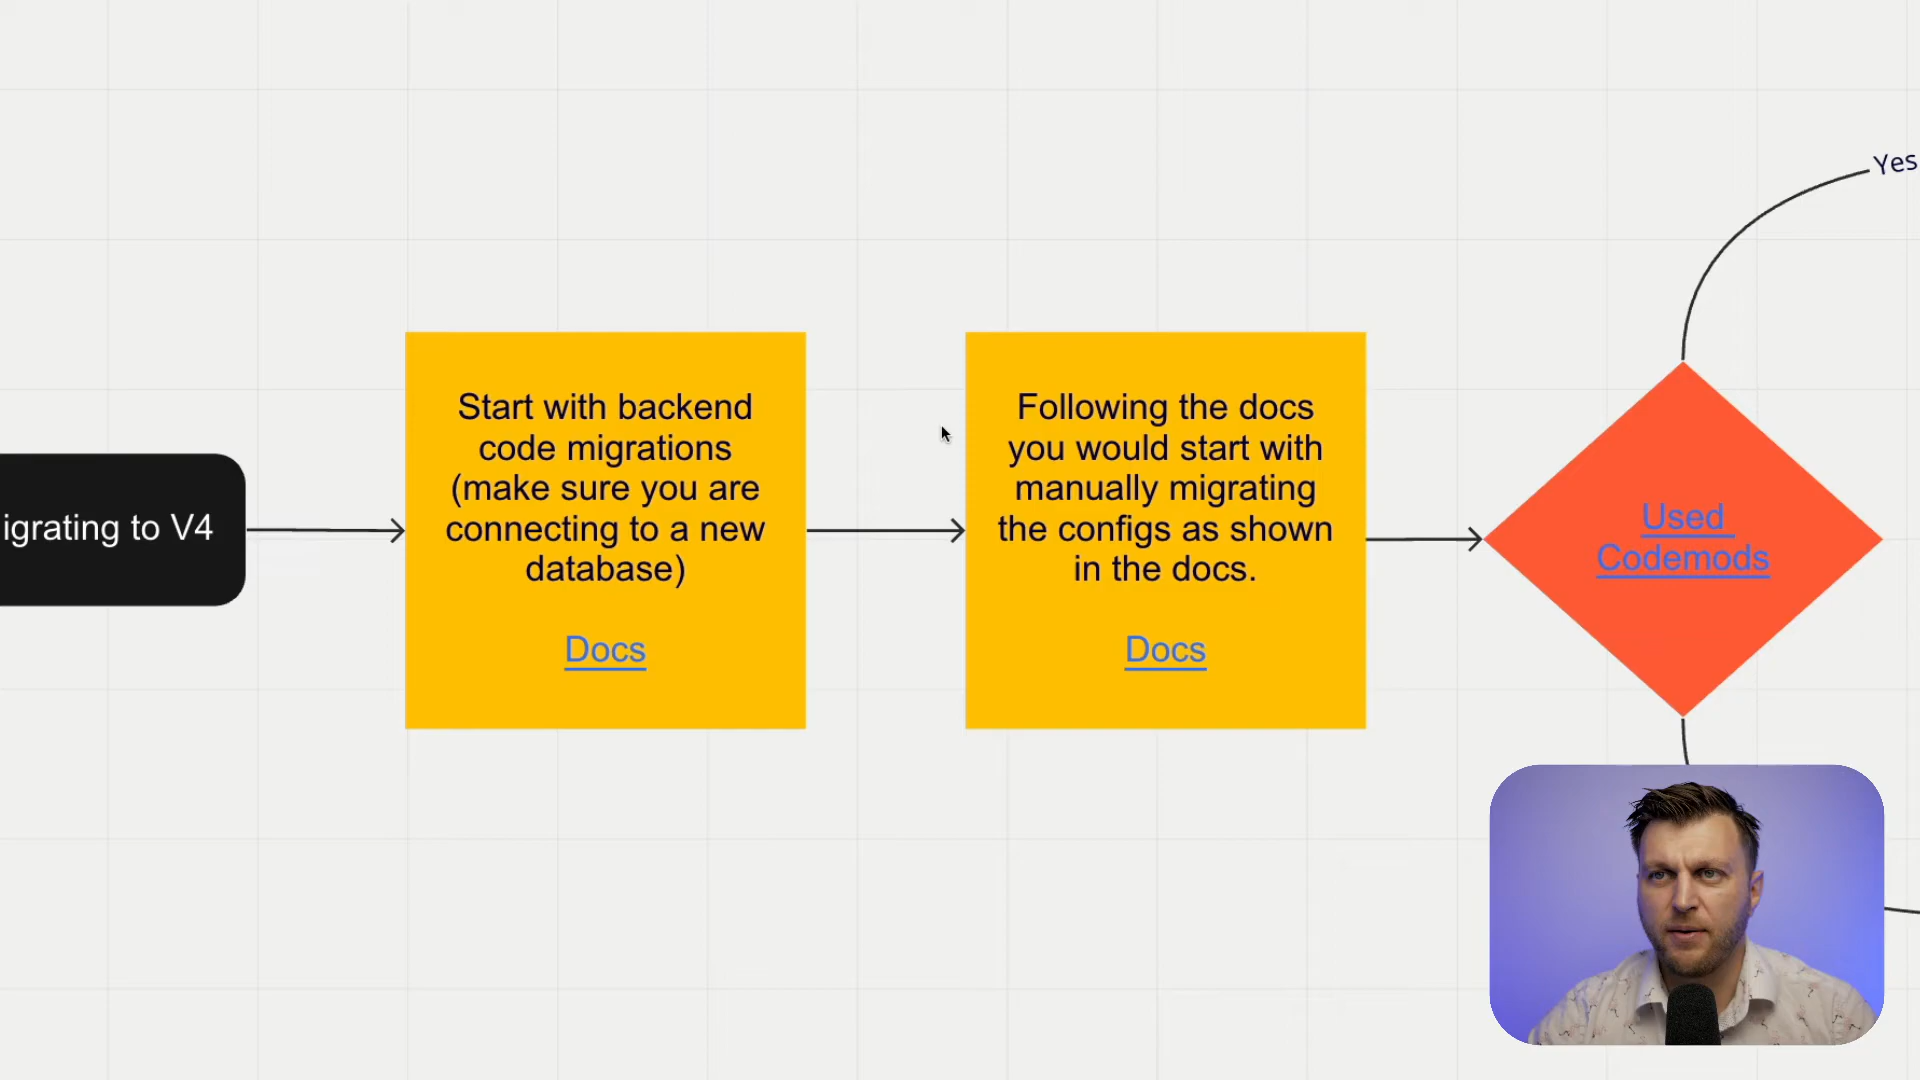 Yes
igrating to V4
Start with backend
code migrations
(make sure you are
connecting to a new
database)
Docs
Following the docs
you would start with
manually migrating
the configs as shown
in the docs.
Docs
Used
Codemods